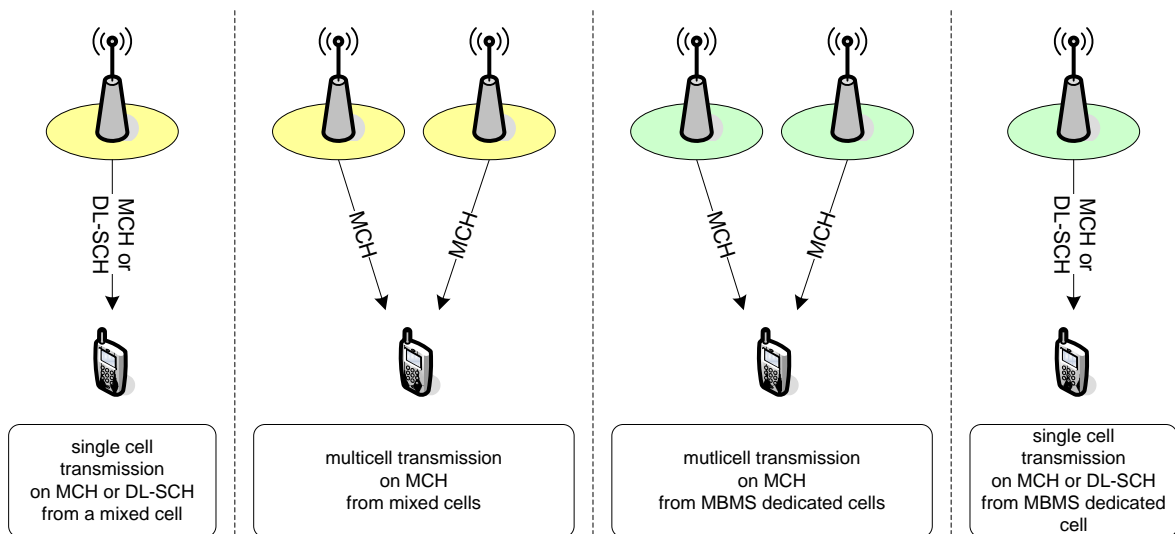 MCH or
DL-SCH
MCH
MCH
MCH
MCH
MCH or
DL-SCH
single cell
transmission
on MCH or DL-SCH
from a mixed cell
multicell transmission
on MCH
from mixed cells
mutlicell transmission
on MCH
from MBMS dedicated cells
single cell
transmission
on MCH or DL-SCH
from MBMS dedicated
cell